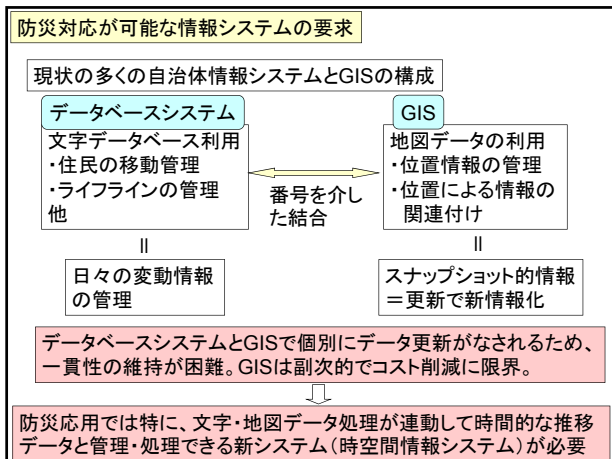 防災対応が可能な情報システムの要求
現状の多くの自治体情報システムとGISの構成
データベースシステム
文字データベース利用
・住民の移動管理
・ライフラインの管理
他
GIS
地図データの利用
・位置情報の管理
・位置による情報の
関連付け
番号を介し
た結合
=
日々の変動情報
の管理
=
スナップショット的情報
＝更新で新情報化
データベースシステムとGISで個別にデータ更新がなされるため、
一貫性の維持が困難。GISは副次的でコスト削減に限界。
防災応用では特に、文字・地図データ処理が連動して時間的な推移
データと管理・処理できる新システム（時空間情報システム）が必要